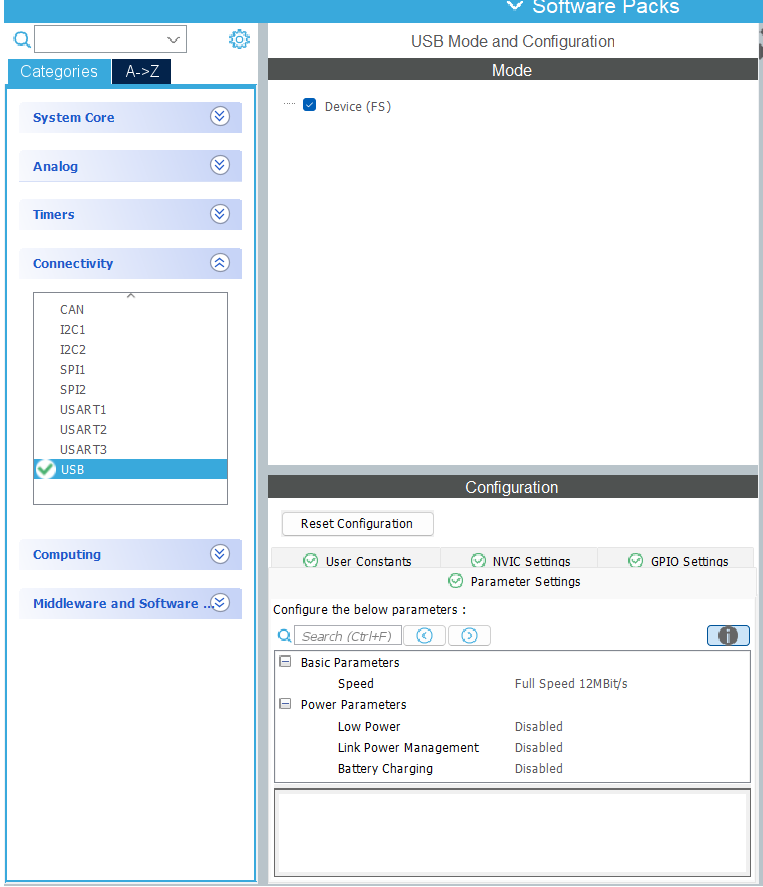 Software Packs
USB Mode and Configuration
Categories
A->Z
Mode
Device (FS)
System Core
Analog
Timers
Connectivity
CAN
I2C1
I2C2
SPI1
SPI2
USART1
USART2
USART3
USB
Computing
Middleware and Software ...
Configuration
Reset Configuration
User Constants
NVIC Settings
GPIO Settings
Parameter Settings
Configure the below parameters :
Search (Ctrl+F)
Basic Parameters
Speed Full Speed 12MBit/s
Power Parameters
Low Power Disabled
Link Power Management Disabled
Battery Charging Disabled